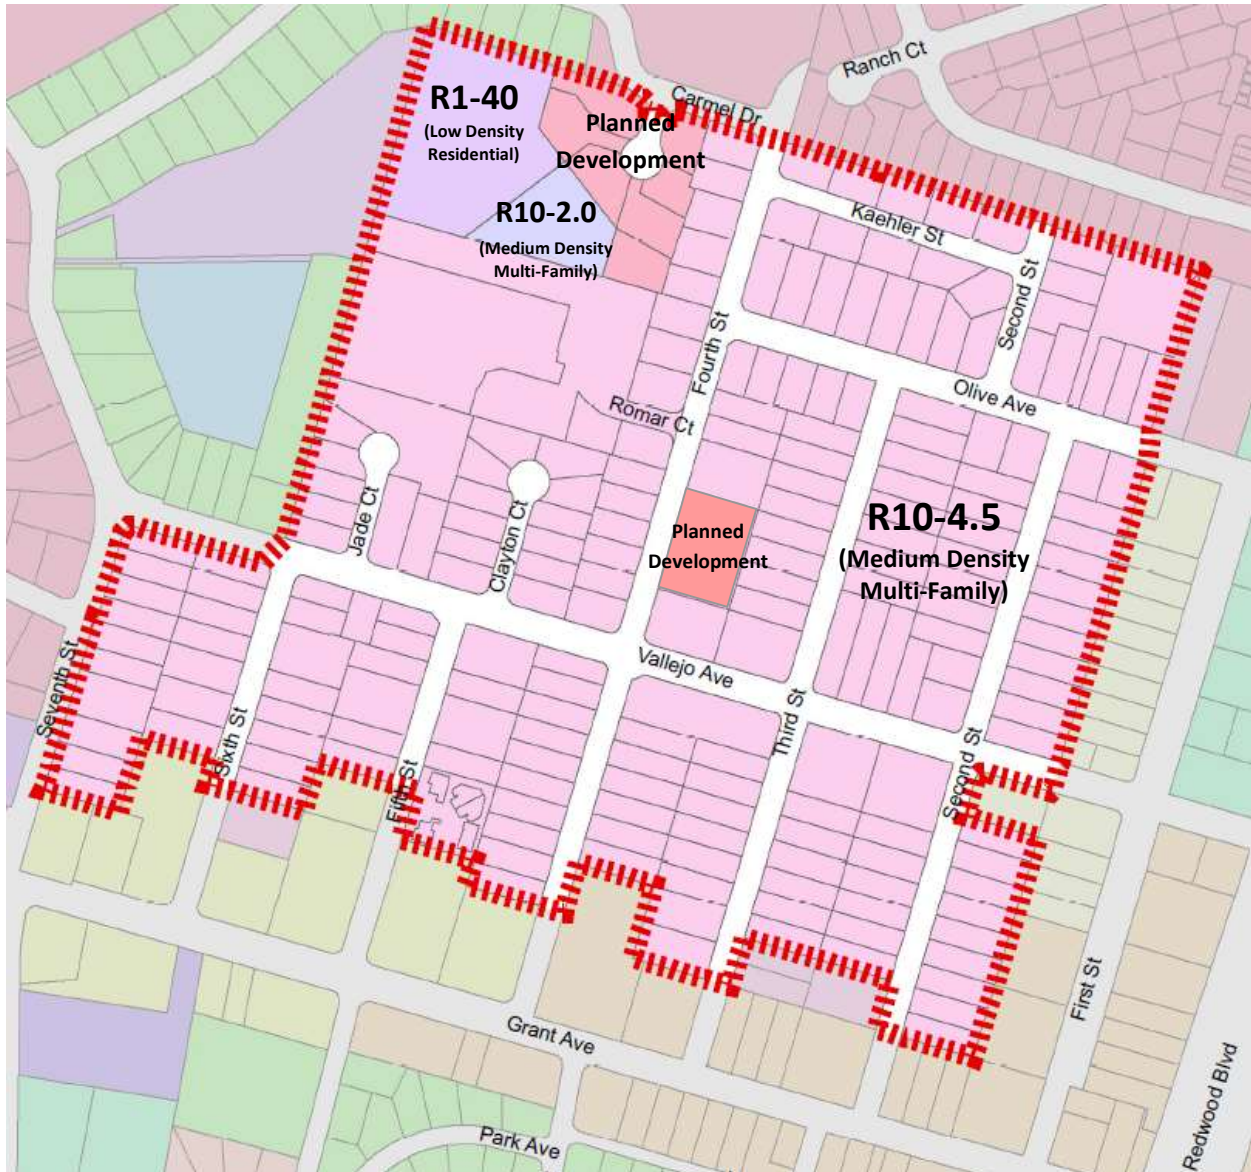 Ranch Ct
R1-40
(Low Density
Residential)
Carmel Dr
Planned
Development
R10-2.0
(Medium Density
Multi-Family)
Kaehler St
Second St
Fourth St
Olive Ave
Romar Ct
Jade Ct
Clayton Ct
Planned
Development
R10-4.5
(Medium Density
Multi-Family)
Vallejo Ave
Seventh St
Sixth St
Fifth St
Third St
Second St
First St
Grant Ave
Park Ave
Redwood Blvd